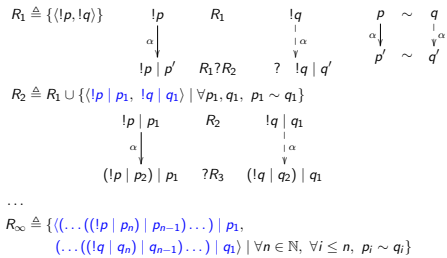 R₁ ≜ {⟨!p, !q⟩} !p R₁ !q p ∼ q
α α α α
!p | p′ R₁?R₂ ? !q | q′ p′ ∼ q′
R₂ ≜ R₁ ∪ {⟨!p | p₁, !q | q₁⟩ | ∀p₁, q₁, p₁ ∼ q₁}
!p | p₁ R₂ !q | q₁
α α
(!p | p₂) | p₁ ?R₃ (!q | q₂) | q₁
...
R∞ ≜ {⟨(...((!p | pₙ) | pₙ₋₁)...) | p₁,
(...((!q | qₙ) | qₙ₋₁)...) | q₁⟩ | ∀n ∈ ℕ, ∀i ≤ n, pᵢ ∼ qᵢ}